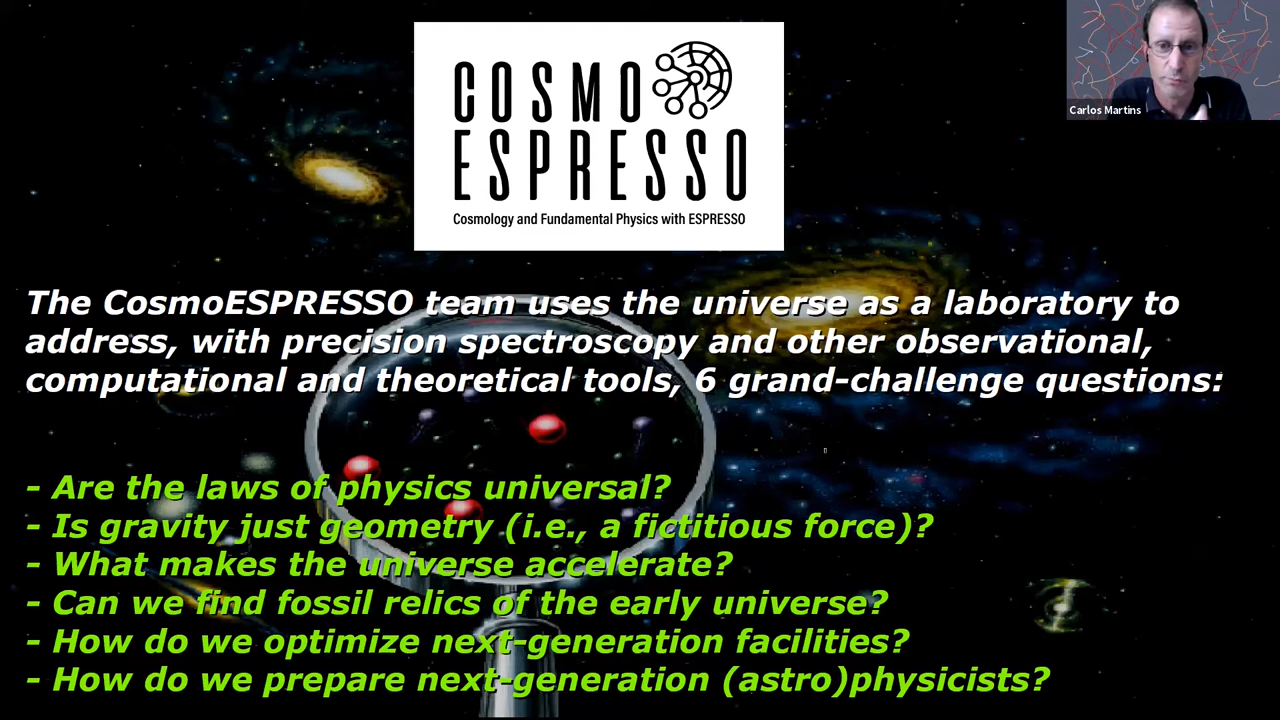 COSMO
ESPRESSO
Cosmology and Fundamental Physics with ESPRESSO
Carlos Martins
The CosmoESPRESSO team uses the universe as a laboratory to
address, with precision spectroscopy and other observational,
computational and theoretical tools, 6 grand-challenge questions:
- Are the laws of physics universal?
- Is gravity just geometry (i.e., a fictitious force)?
- What makes the universe accelerate?
- Can we find fossil relics of the early universe?
- How do we optimize next-generation facilities?
- How do we prepare next-generation (astro)physicists?